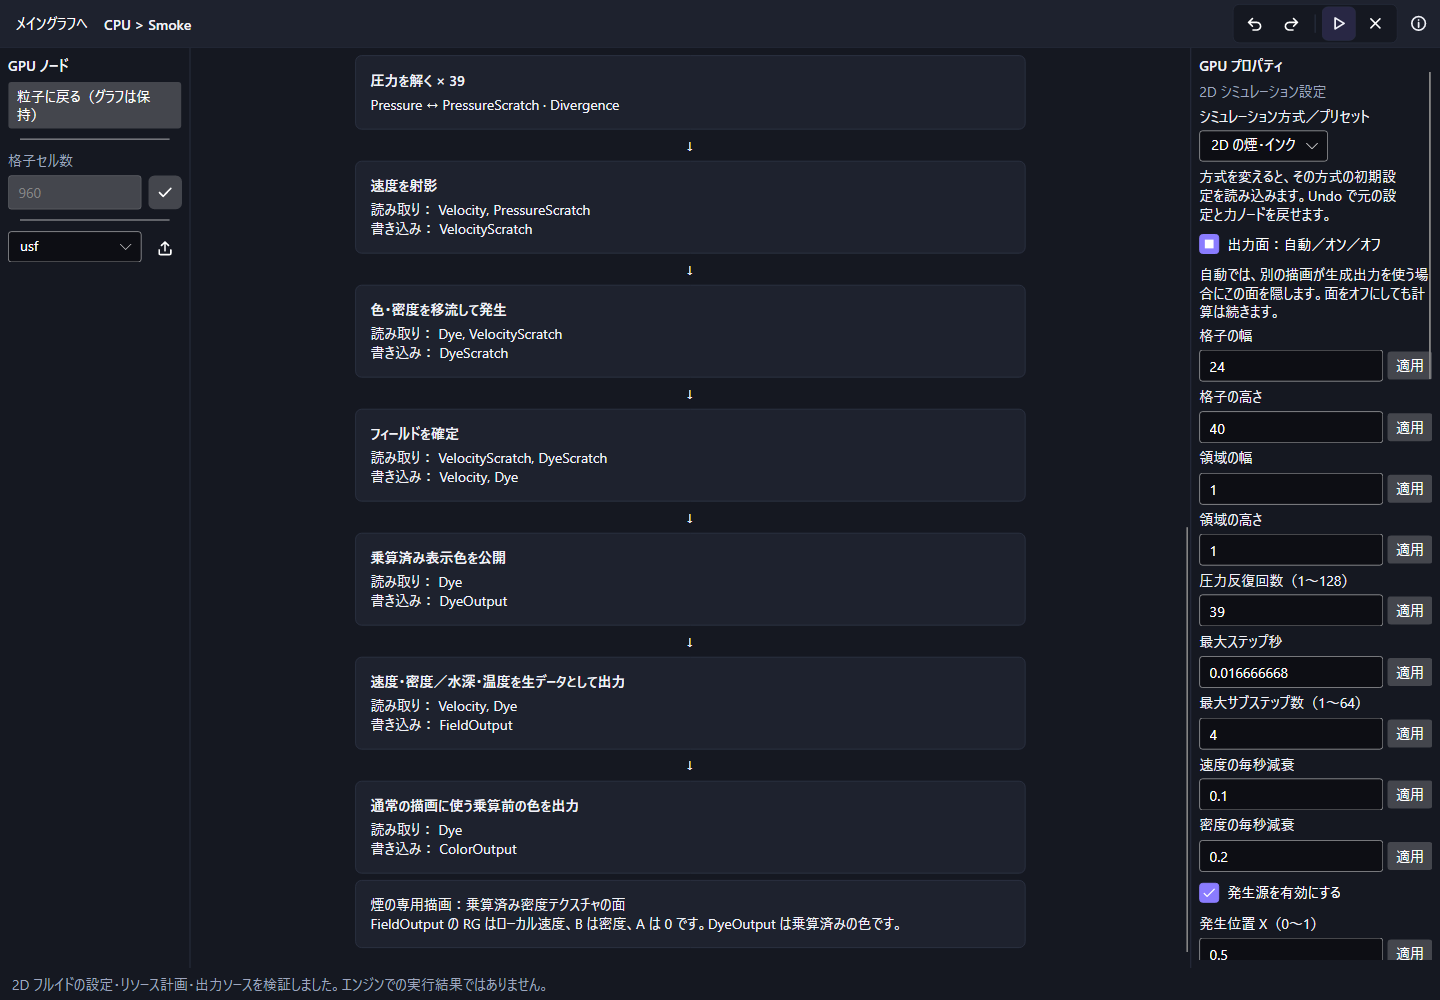 メイングラフへ
CPU > Smoke
GPU ノード
粒子に戻る（グラフは保
持）
格子セル数
960
usf
圧力を解く × 39
Pressure ↔ PressureScratch · Divergence
↓
速度を射影
読み取り： Velocity, PressureScratch
書き込み： VelocityScratch
↓
色・密度を移流して発生
読み取り： Dye, VelocityScratch
書き込み： DyeScratch
↓
フィールドを確定
読み取り： VelocityScratch, DyeScratch
書き込み： Velocity, Dye
↓
乗算済み表示色を公開
読み取り： Dye
書き込み： DyeOutput
↓
速度・密度／水深・温度を生データとして出力
読み取り： Velocity, Dye
書き込み： FieldOutput
↓
通常の描画に使う乗算前の色を出力
読み取り： Dye
書き込み： ColorOutput
煙の専用描画：乗算済み密度テクスチャの面
FieldOutput の RG はローカル速度、B は密度、A は 0 です。DyeOutput は乗算済みの色です。
GPU プロパティ
2D シミュレーション設定
シミュレーション方式／プリセット
2D の煙・インク
方式を変えると、その方式の初期設
定を読み込みます。Undo で元の設
定と力ノードを戻せます。
出力面：自動／オン／オフ
自動では、別の描画が生成出力を使う場
合にこの面を隠します。面をオフにしても計
算は続きます。
格子の幅
24 適用
格子の高さ
40 適用
領域の幅
1 適用
領域の高さ
1 適用
圧力反復回数（1～128）
39 適用
最大ステップ秒
0.016666668 適用
最大サブステップ数（1～64）
4 適用
速度の毎秒減衰
0.1 適用
密度の毎秒減衰
0.2 適用
発生源を有効にする
発生位置 X（0～1）
0.5 適用
2D フルイドの設定・リソース計画・出力ソースを検証しました。エンジンでの実行結果ではありません。